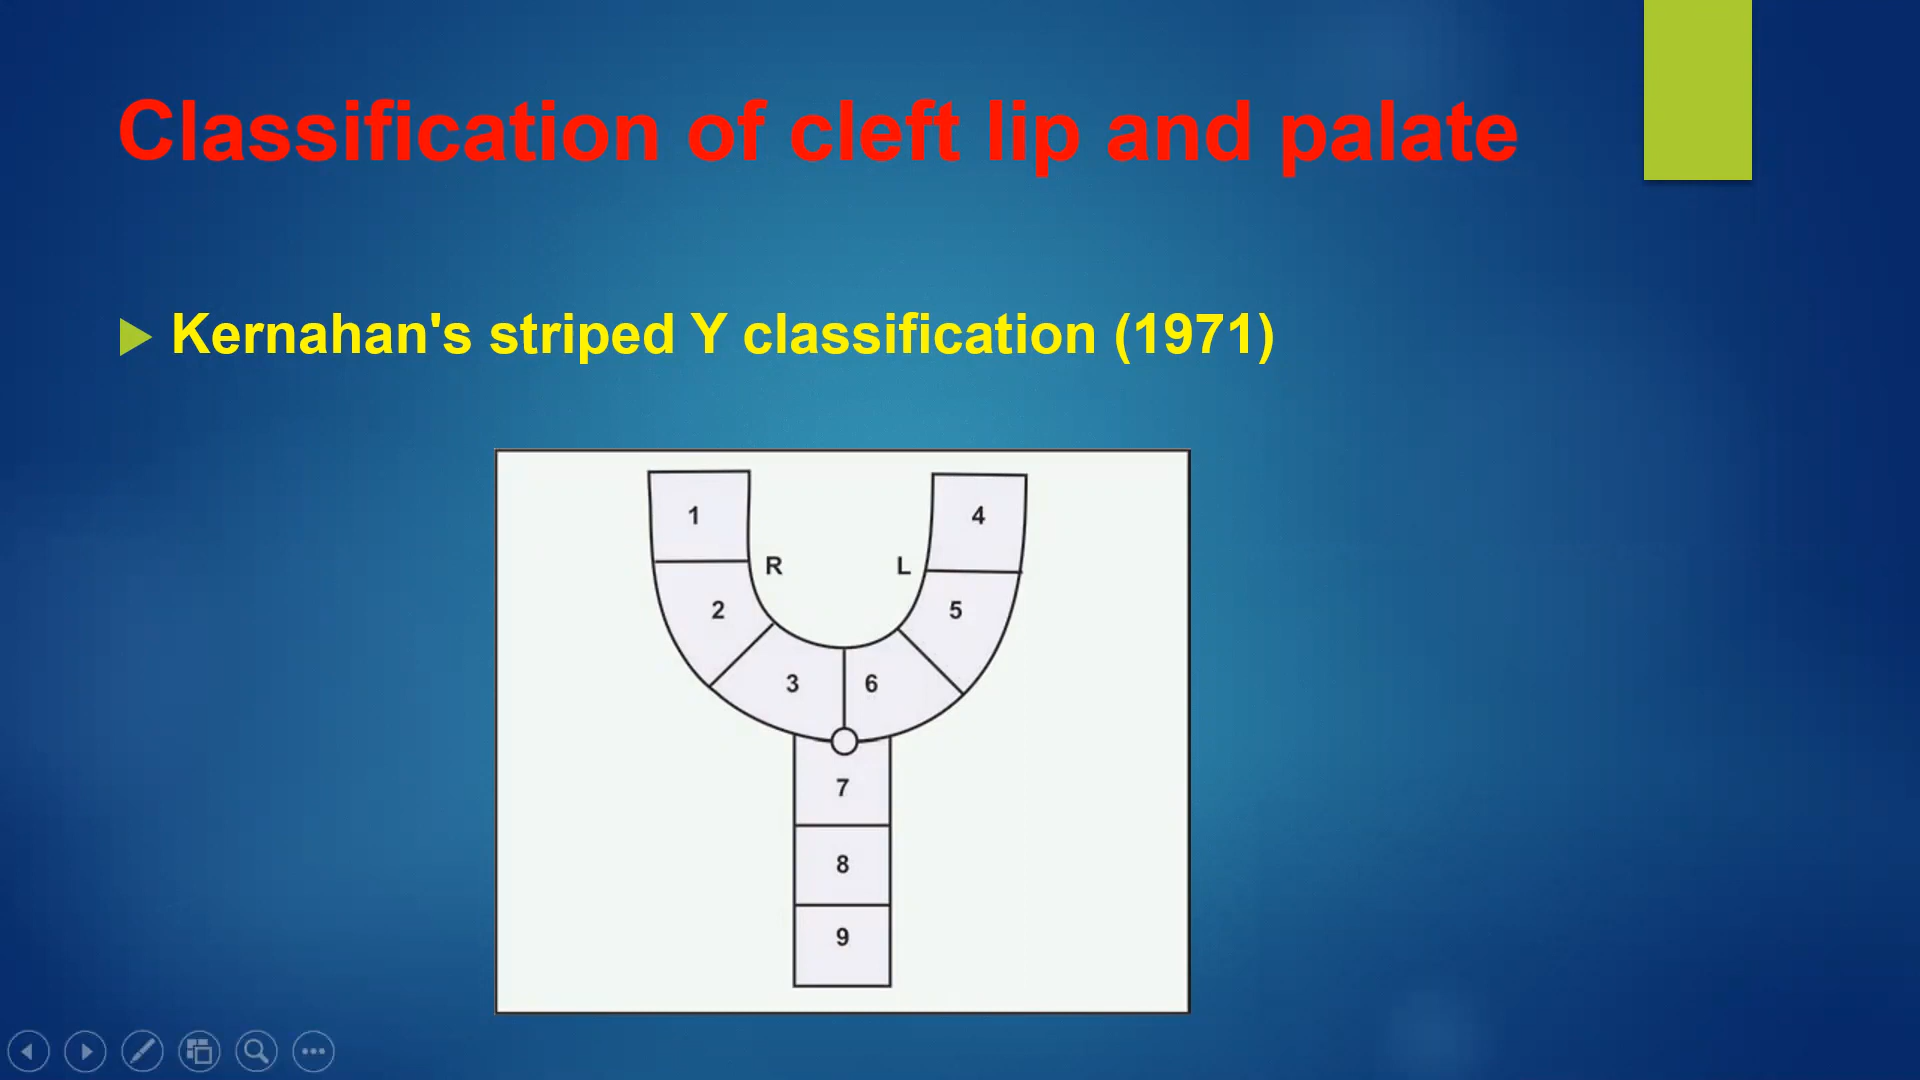 Classification of cleft lip and palate
Kernahan's striped Y classification (1971)
1
4
R
L
2
5
3
6
7
8
9